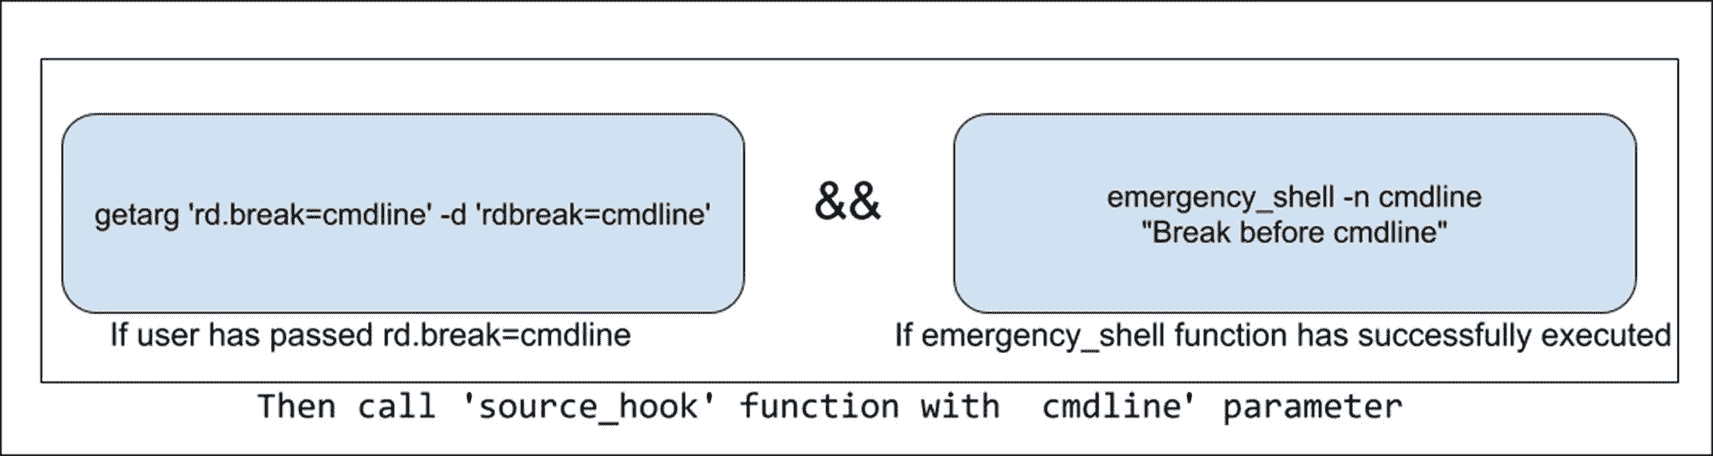 getarg 'rd.break=cmdline' -d 'rdbreak=cmdline'
&&
emergency_shell -n cmdline
"Break before cmdline"
If user has passed rd.break=cmdline
If emergency_shell function has successfully executed
Then call 'source_hook' function with  cmdline' parameter